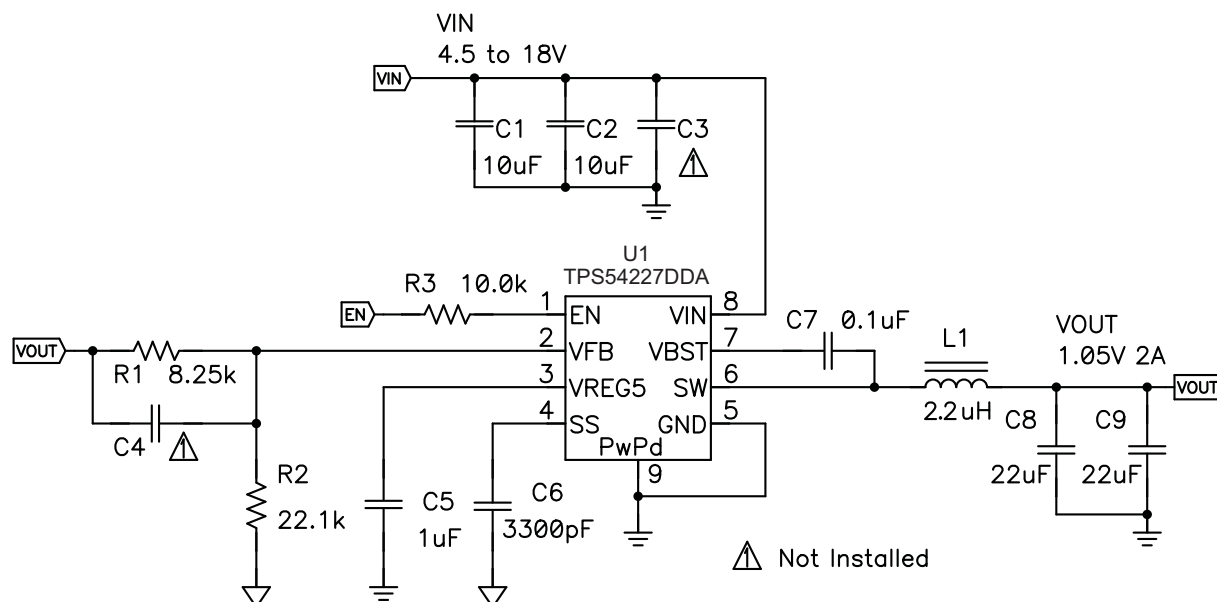 VIN
4.5 to 18V
VIN
C1
C2
C3
10uF
10uF
1
U1
TPS54227DDA
R3 10.0k
EN
1
EN
VIN
8
C7
0.1uF
VOUT
R1
8.25k
2
VFB
VBST
7
L1
VOUT
1.05V 2A
3
VREG5
SW
6
2.2uH
VOUT
C4
1
4
SS
GND
5
C8
C9
PwPd
9
22uF
22uF
R2
22.1k
C5
1uF
C6
3300pF
1 Not Installed